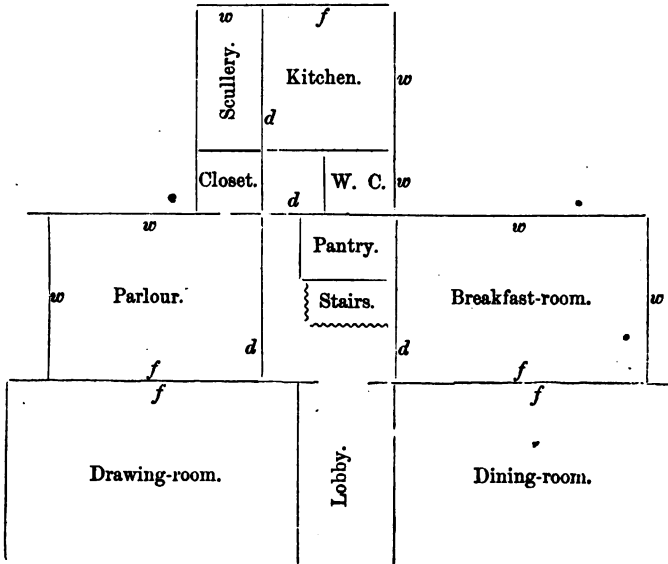 w f
Scullery. Kitchen. w
d
Closet. d W. C. w
w w
Pantry.
w Parlour. Stairs. Breakfast-room. w
d d
f f
f f
Drawing-room. Lobby. Dining-room.